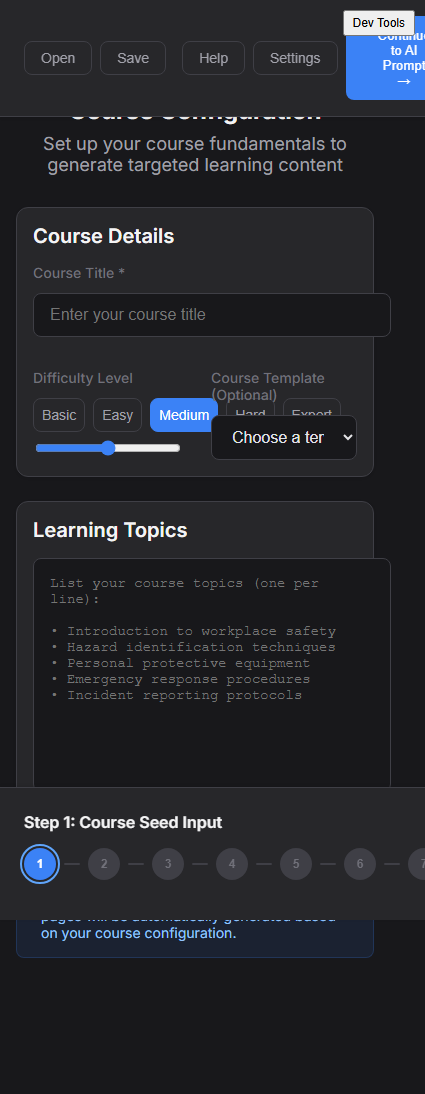 Dev Tools
Open
Save
Help
Settings
Continue
to AI
Prompt
→
Course Configuration
Set up your course fundamentals to
generate targeted learning content
Course Details
Course Title *
Enter your course title
Difficulty Level
Course Template
(Optional)
Basic
Easy
Medium
Hard
Expert
Choose a ter
Learning Topics
List your course topics (one per
line):
• Introduction to workplace safety
• Hazard identification techniques
• Personal protective equipment
• Emergency response procedures
• Incident reporting protocols
Step 1: Course Seed Input
1
2
3
4
5
6
7
pages will be automatically generated based
on your course configuration.